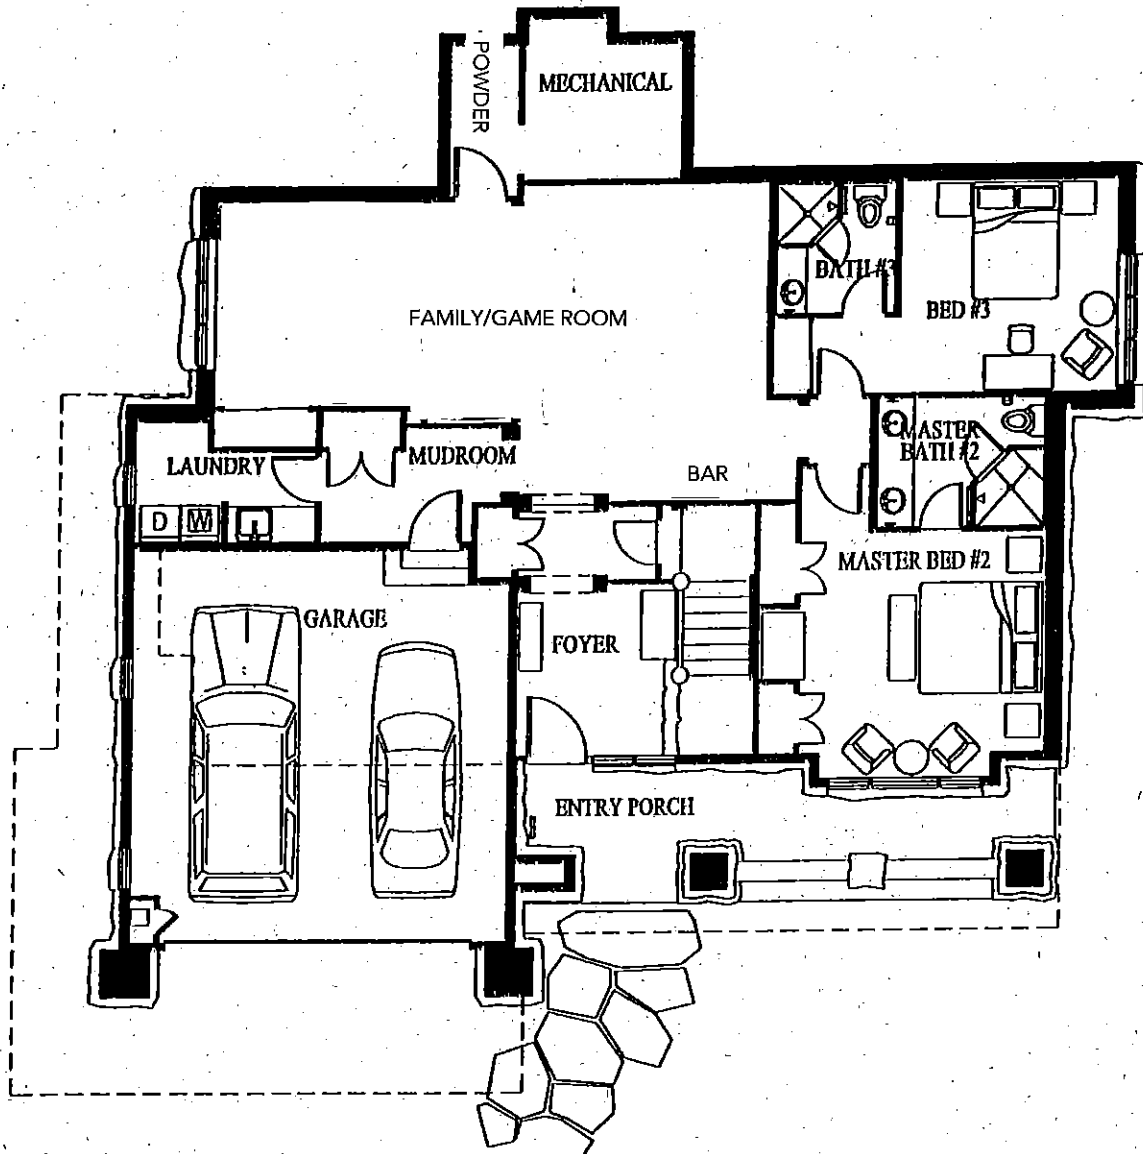 POWDER
MECHANICAL
BATH #3
BED #3
FAMILY/GAME ROOM
LAUNDRY
MUDROOM
MASTER
BATH #2
BAR
D
W
MASTER BED #2
GARAGE
FOYER
ENTRY PORCH